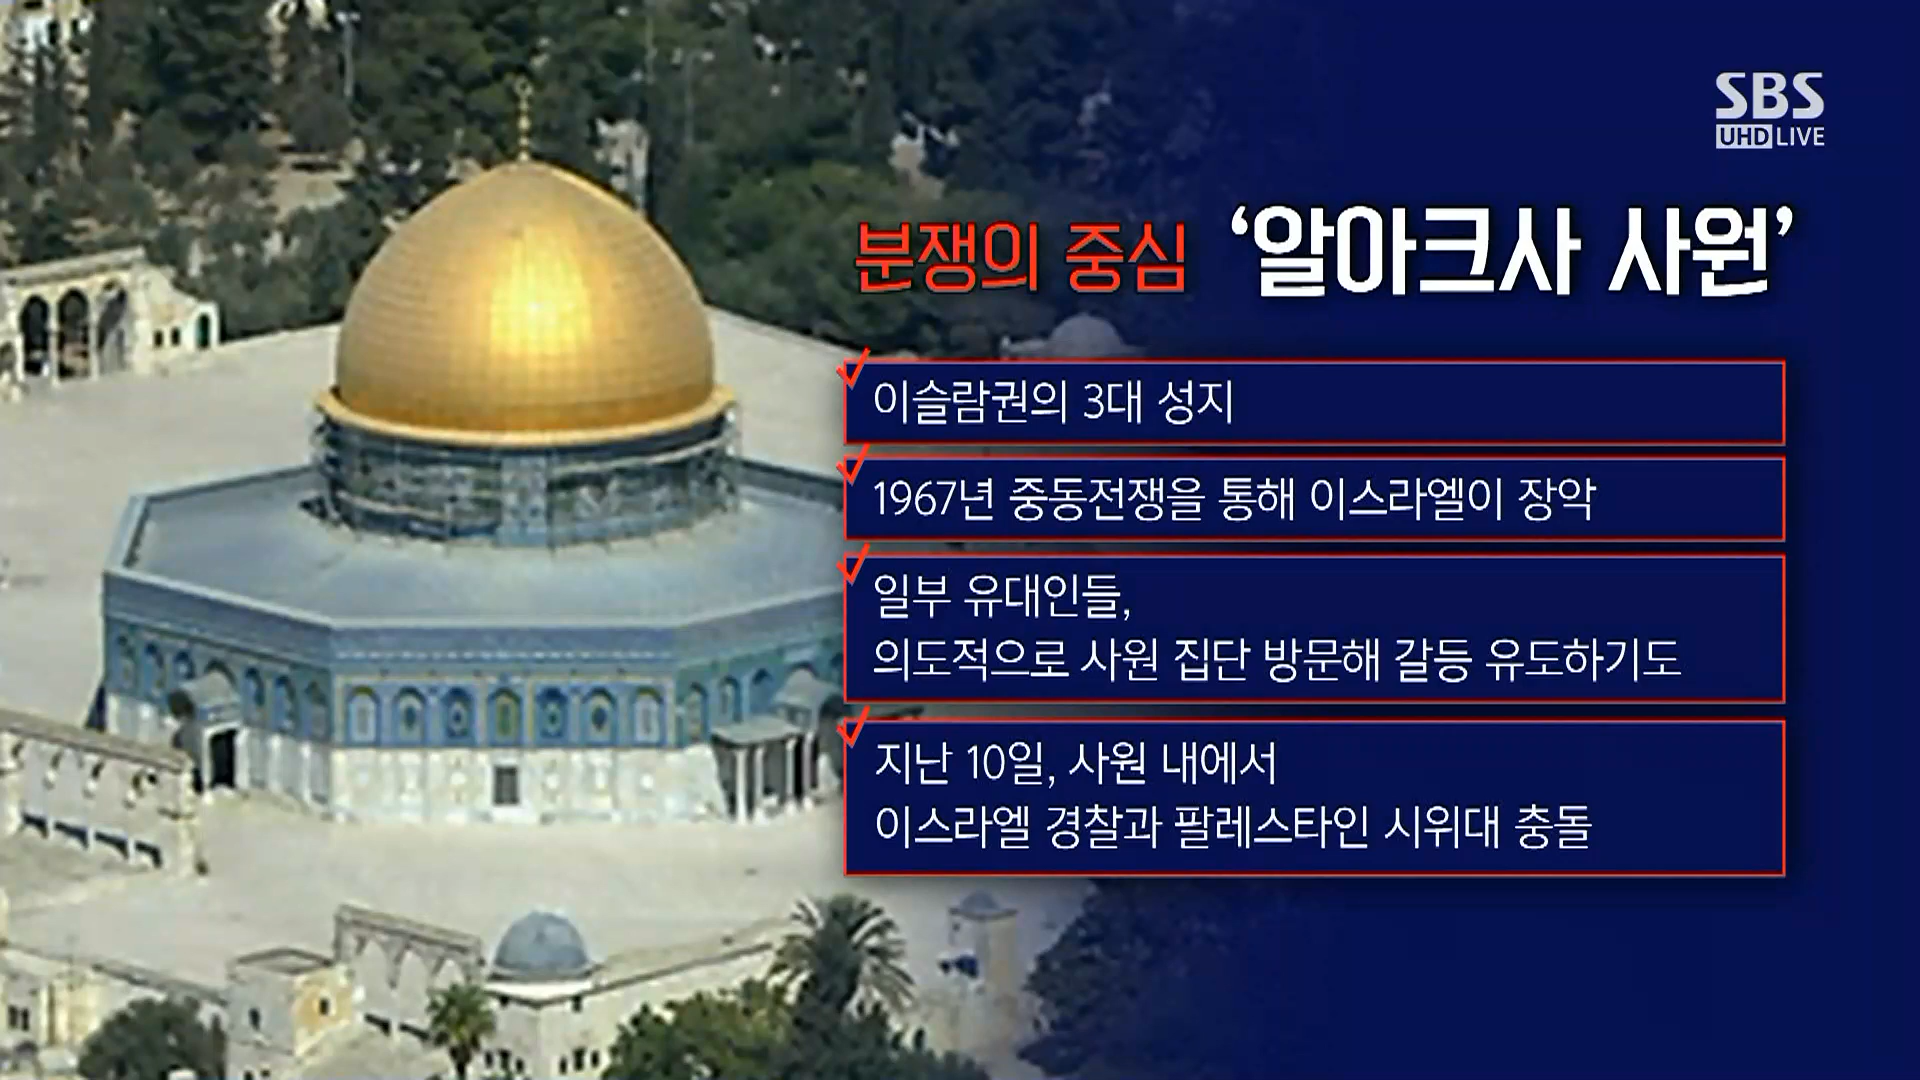 SBS
UHD LIVE
분쟁의 중심 ‘알아크사 사원’
이슬람권의 3대 성지
1967년 중동전쟁을 통해 이스라엘이 장악
일부 유대인들,
의도적으로 사원 집단 방문해 갈등 유도하기도
지난 10일, 사원 내에서
이스라엘 경찰과 팔레스타인 시위대 충돌